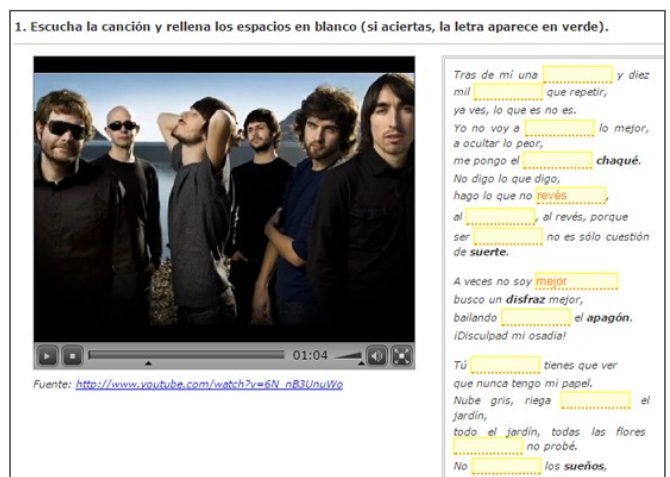 1. Escucha la canción y rellena los espacios en blanco (si aciertas, la letra aparece en verde).
Tras de mí una y diez
mil que repetir,
ya ves, lo que es no es.
Yo no voy a lo mejor,
a ocultar lo peor,
me pongo el chaqué.
No digo lo que digo,
hago lo que no revés,
al , al revés, porque
ser no es sólo cuestión
de suerte.
A veces no soy mejor
busco un disfraz mejor,
bailando el apagón.
¡Disculpad mi osadia!
Tú tienes que ver
que nunca tengo mi papel.
Nube gris, riega el
jardín,
todo el jardín, todas las flores
no probé.
No los sueños,
01:04
Fuente: http://www.youtube.com/watch?v=6N_nB3UnuWo